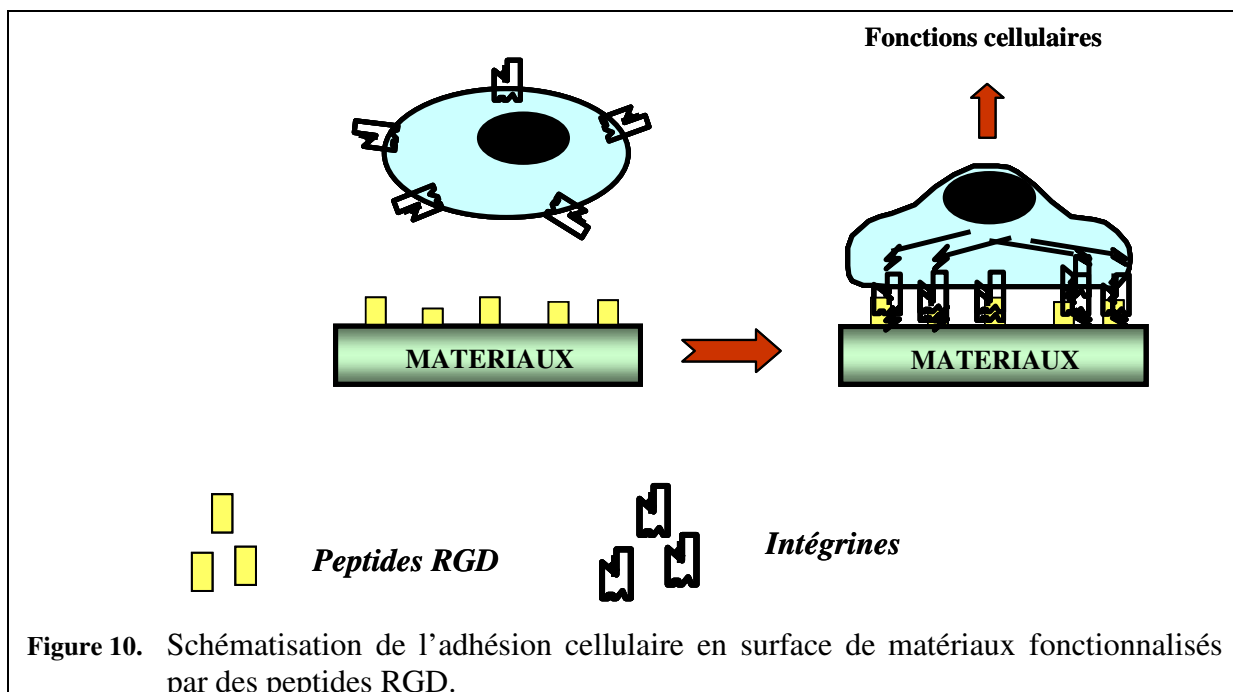 Fonctions cellulaires
MATERIAUX
MATERIAUX
Peptides RGD
Intégrines
Figure 10. Schématisation de l'adhésion cellulaire en surface de matériaux fonctionnalisés
par des peptides RGD.